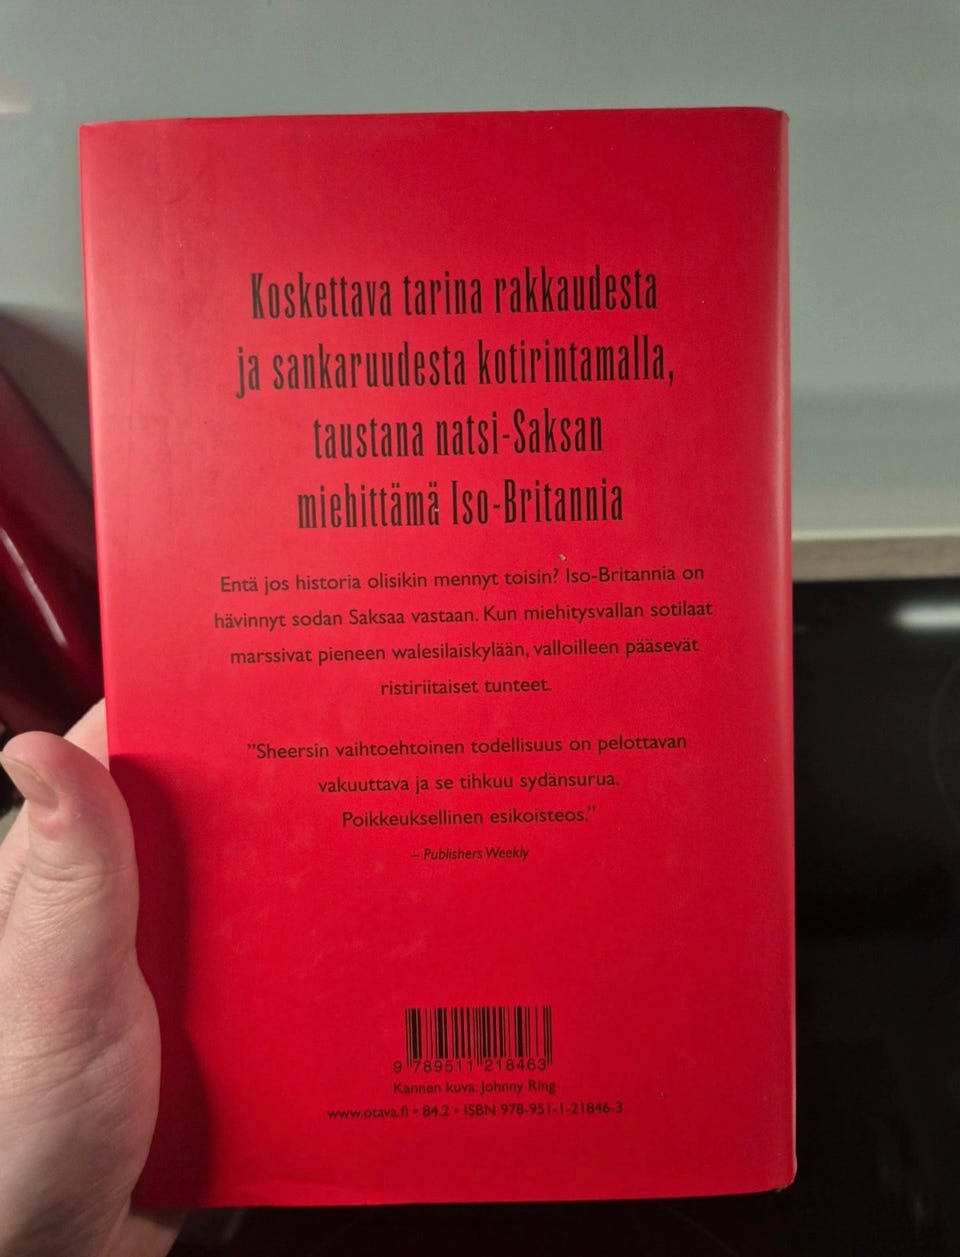 Koskettava tarina rakkaudesta
ja sankaruudesta kotirintamalla,
taustana natsi-Saksan
miehittämä Iso-Britannia
Entä jos historia olisikin mennyt toisin? Iso-Britannia on
hävinnyt sodan Saksaa vastaan. Kun miehitysvallan sotilaat
marssivat pieneen walesilaiskylään, valloilleen pääsevät
ristiriitaiset tunteet.
”Sheersin vaihtoehtoinen todellisuus on pelottavan
vakuuttava ja se tihkuu sydänsurua.
Poikkeuksellinen esikoisteos.”
– Publishers Weekly
9 789511 218463
Kannen kuva: Johnny Ring
www.otava.fi • 84.2 • ISBN 978-951-1-21846-3